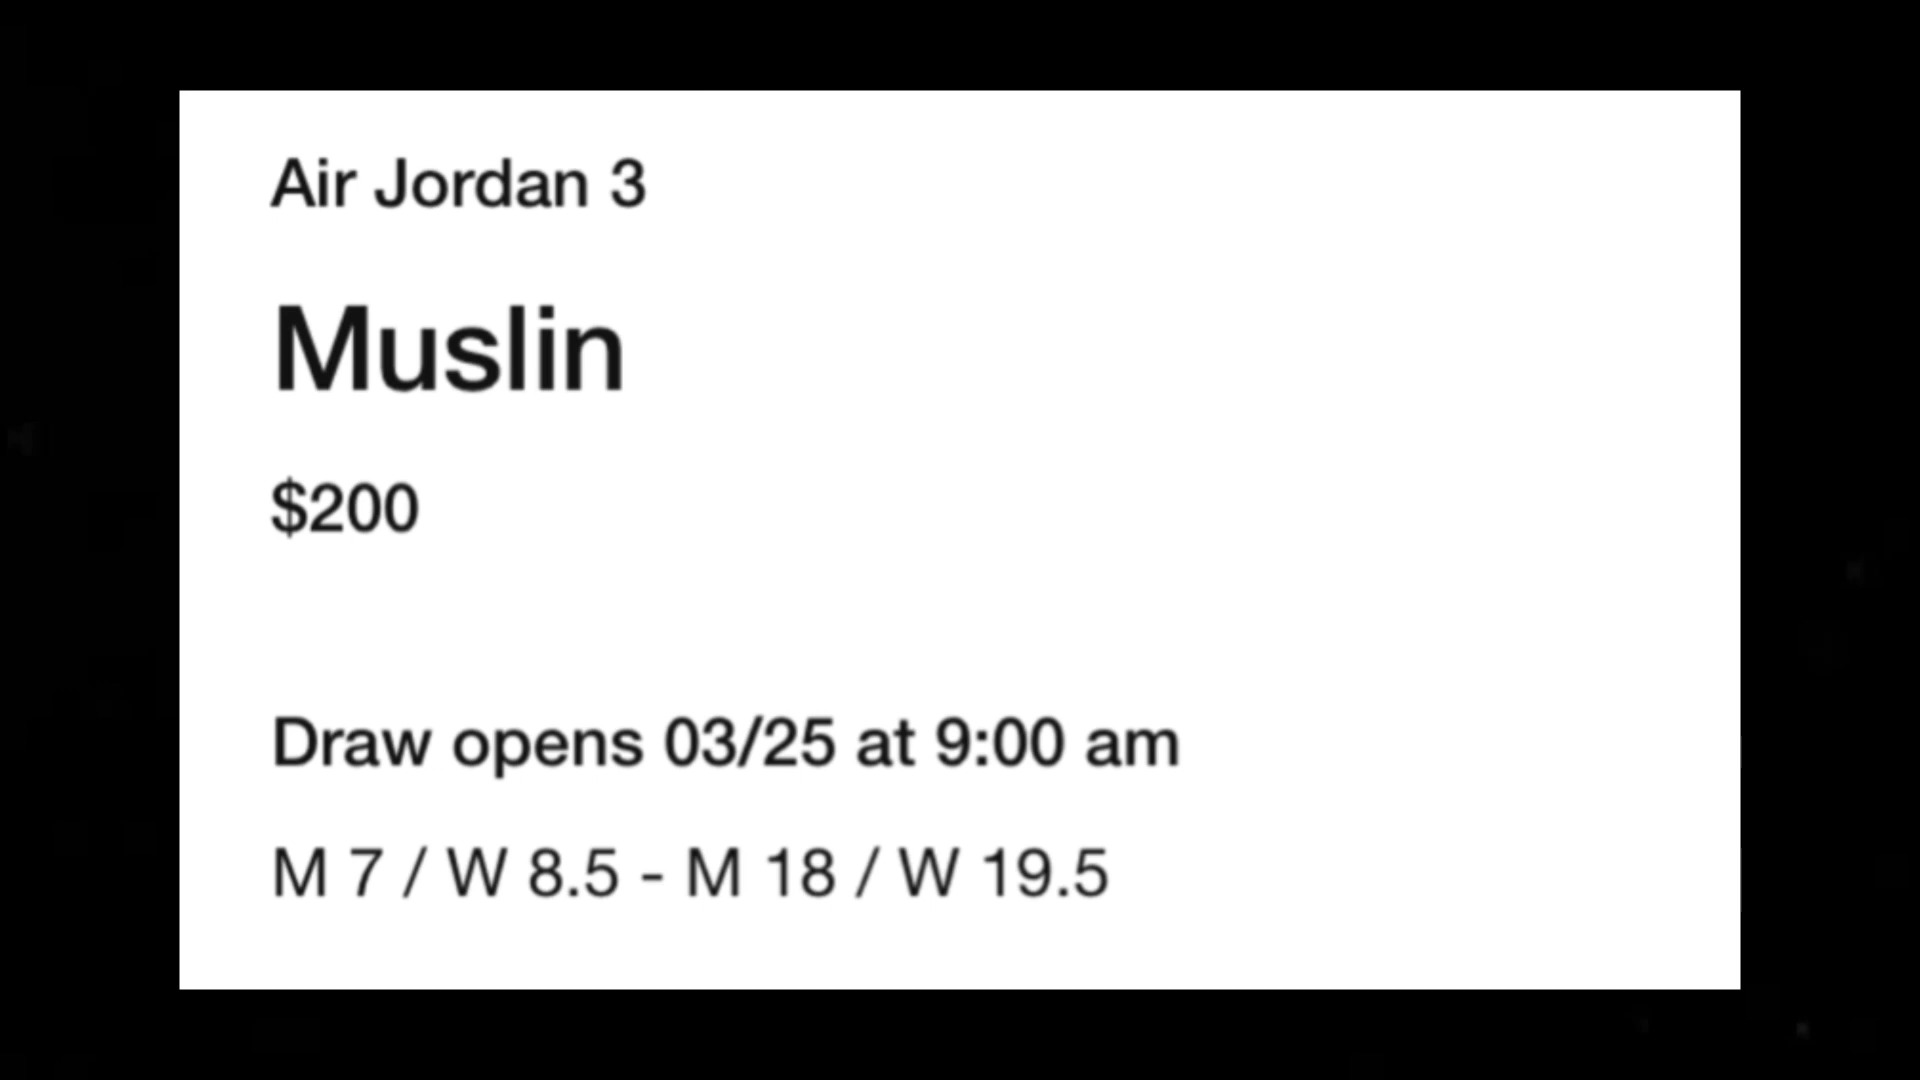 Air Jordan 3
Muslin
$200
Draw opens 03/25 at 9:00 am
M 7 / W 8.5 - M 18 / W 19.5